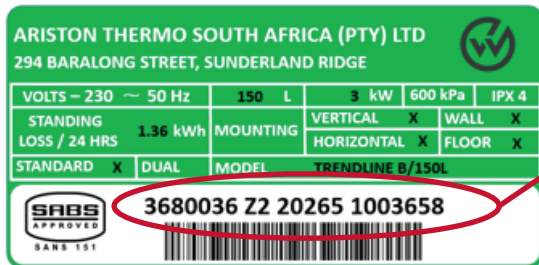 ARISTON THERMO SOUTH AFRICA (PTY) LTD
294 BARALONG STREET, SUNDERLAND RIDGE
VOLTS – 230 ~ 50 Hz 150 L 3 kW 600 kPa IPX 4
STANDING LOSS / 24 HRS 1.36 kWh MOUNTING VERTICAL X WALL X
HORIZONTAL X FLOOR X
STANDARD X DUAL MODEL TRENDLINE B/150L
SABS
APPROVED
SANS 151
3680036 Z2 20265 1003658